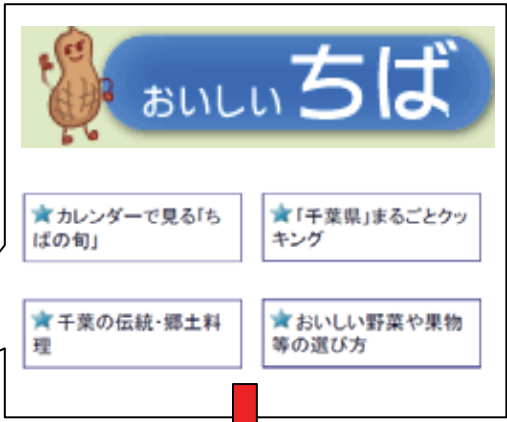 おいしいちば
★カレンダーで見る「ち
ばの旬」
★「千葉県」まるごとクッ
キング
★千葉の伝統・郷土料
理
★おいしい野菜や果物
等の選び方